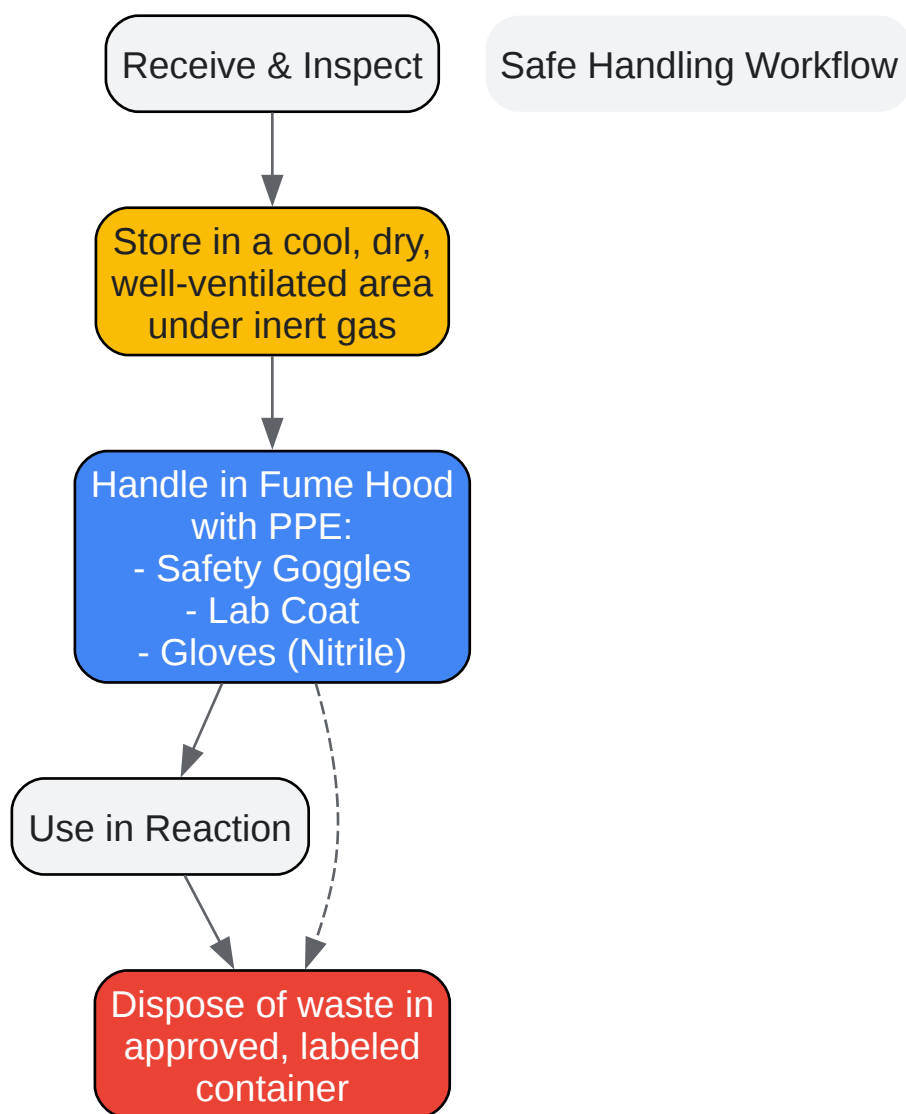 Receive & Inspect
Safe Handling Workflow
Store in a cool, dry,
well-ventilated area
under inert gas
Handle in Fume Hood
with PPE:
- Safety Goggles
- Lab Coat
- Gloves (Nitrile)
Use in Reaction
Dispose of waste in
approved, labeled
container